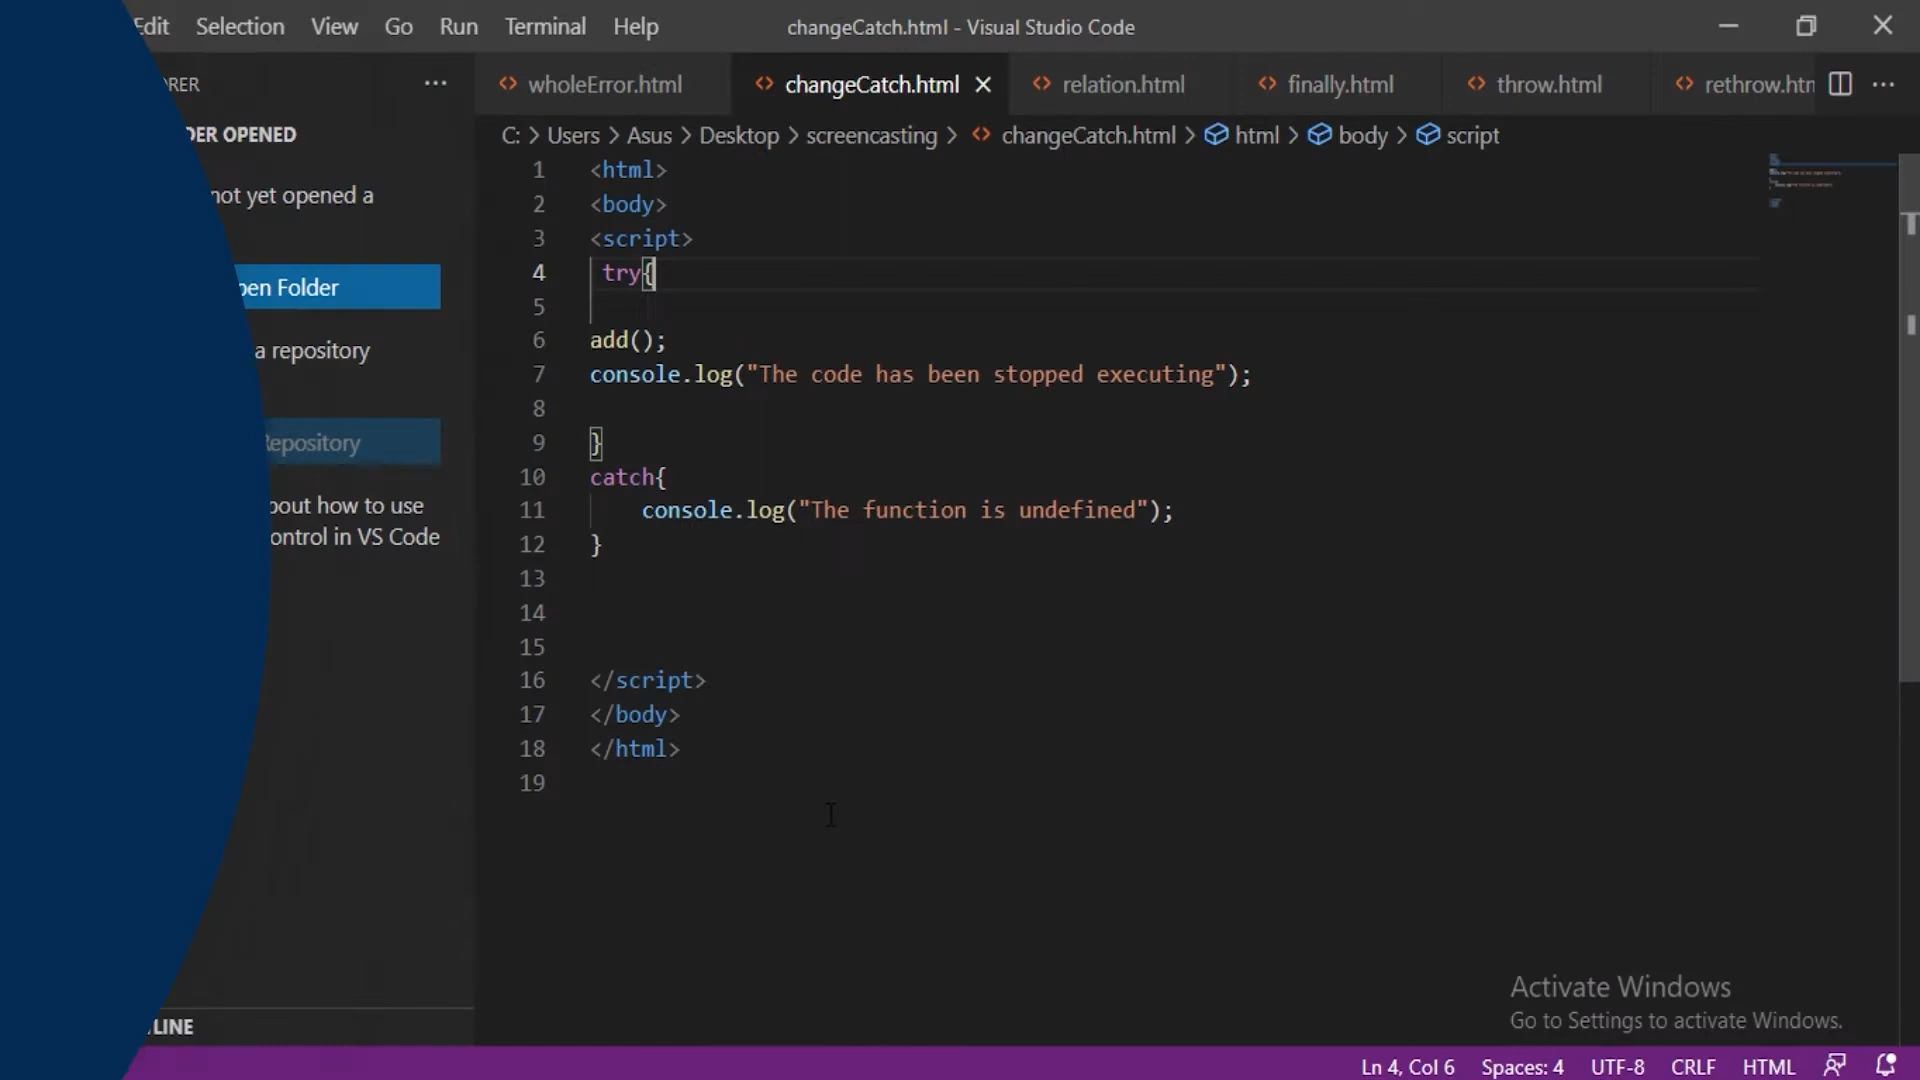 Edit Selection View Go Run Terminal Help changeCatch.html - Visual Studio Code
wholeError.html changeCatch.html relation.html finally.html throw.html
C: > Users > Asus > Desktop > screencasting > changeCatch.html > html > body > script
not yet opened a
a repository
Repository
how to use
in VS Code
1 <html>
2 <body>
3 <script>
4 try{
5
6 add();
7 console.log("The code has been stopped executing");
8
9 }
10 catch{
11 console.log("The function is undefined");
12 }
13
14
15
16 </script>
17 </body>
18 </html>
19
Activate Windows
Go to Settings to activate Windows.
Ln 4, Col 6 Spaces: 4 UTF-8 CRLF HTML